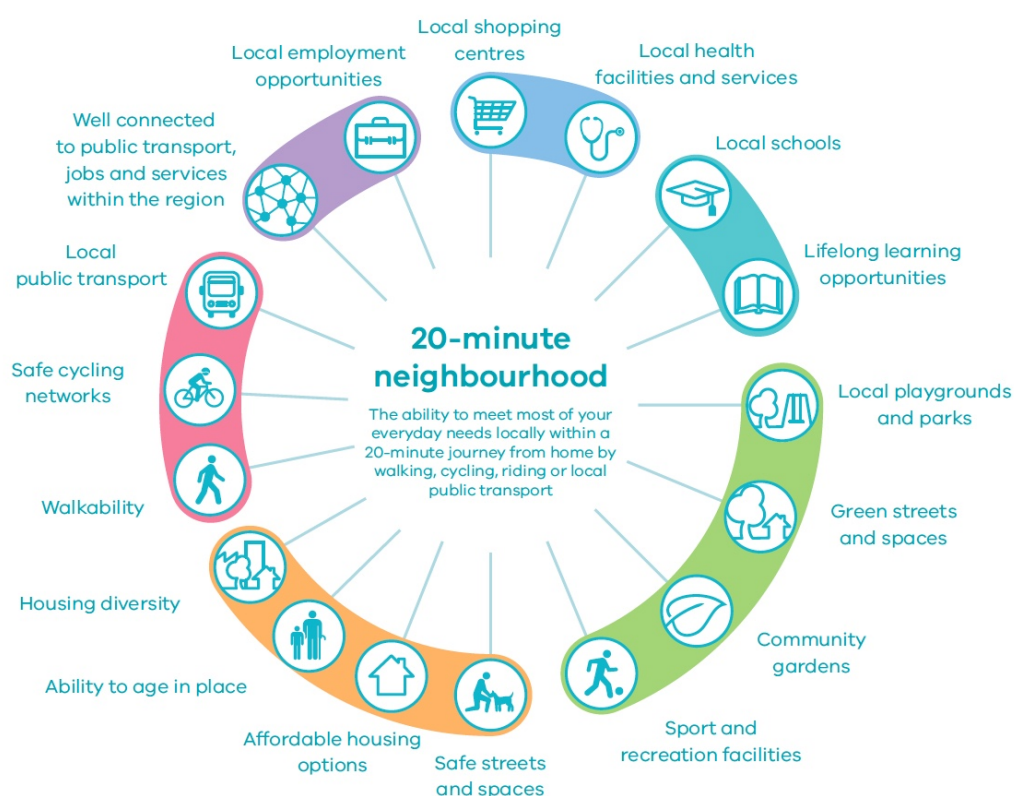 Local shopping
centres
Local health
facilities and services
Local schools
Lifelong learning
opportunities
Local playgrounds
and parks
Green streets
and spaces
Community
gardens
Sport and
recreation facilities
Safe streets
and spaces
Affordable housing
options
Ability to age in place
Housing diversity
Walkability
Safe cycling
networks
Local
public transport
Well connected
to public transport,
jobs and services
within the region
Local employment
opportunities
20-minute
neighbourhood
The ability to meet most of your
everyday needs locally within a
20-minute journey from home by
walking, cycling, riding or local
public transport